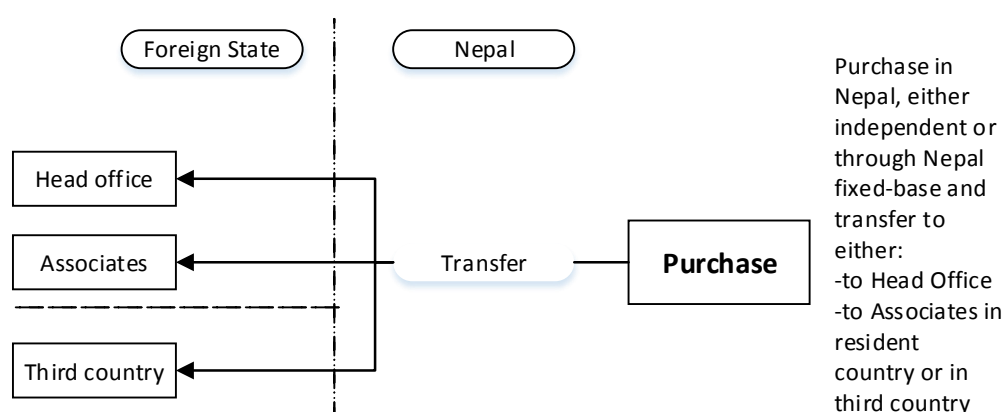 Foreign State
Nepal
Head office
Associates
Third country
Transfer
Purchase
Purchase in
Nepal, either
independent or
through Nepal
fixed-base and
transfer to
either:
-to Head Office
-to Associates in
resident
country or in
third country